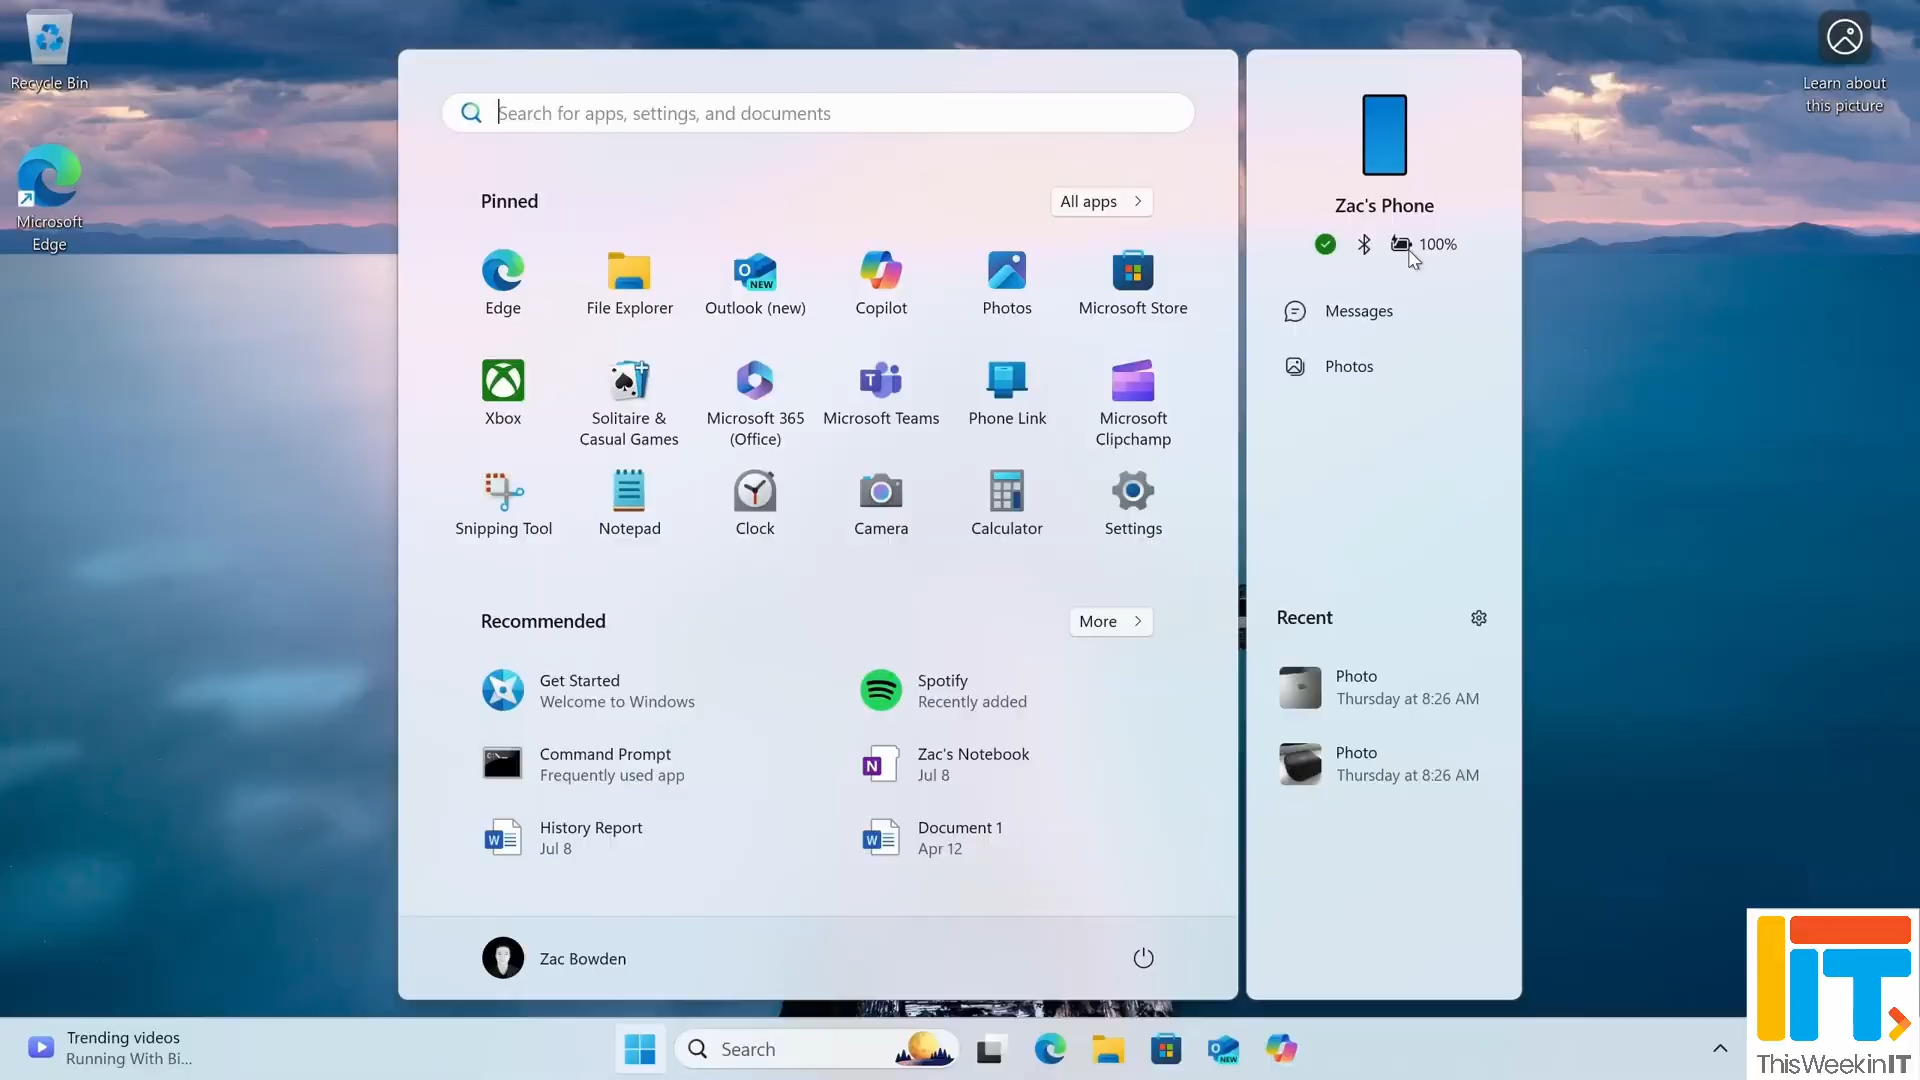 Recycle Bin
Microsoft
Edge
Learn about
this picture
Search for apps, settings, and documents
Pinned
All apps
Edge
File Explorer
Outlook (new)
Copilot
Photos
Microsoft Store
Xbox
Solitaire &
Casual Games
Microsoft 365
(Office)
Microsoft Teams
Phone Link
Microsoft
Clipchamp
Snipping Tool
Notepad
Clock
Camera
Calculator
Settings
Recommended
More
Get Started
Welcome to Windows
Spotify
Recently added
Command Prompt
Frequently used app
Zac's Notebook
Jul 8
History Report
Jul 8
Document 1
Apr 12
Zac Bowden
Zac's Phone
100%
Messages
Photos
Recent
Photo
Thursday at 8:26 AM
Photo
Thursday at 8:26 AM
Trending videos
Running With Bi...
Search
NEW
IT
ThisWeekinIT